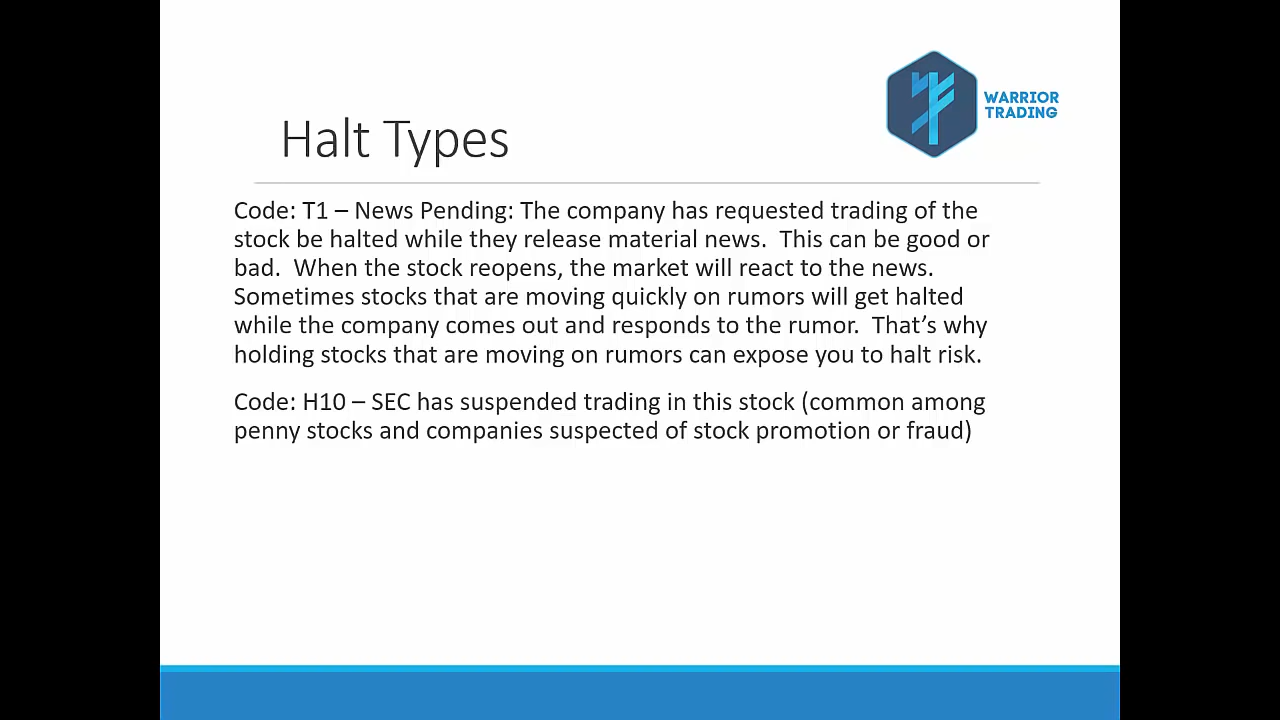 WARRIOR
TRADING
Halt Types
Code: T1 – News Pending: The company has requested trading of the
stock be halted while they release material news.  This can be good or
bad.  When the stock reopens, the market will react to the news.
Sometimes stocks that are moving quickly on rumors will get halted
while the company comes out and responds to the rumor.  That’s why
holding stocks that are moving on rumors can expose you to halt risk.
Code: H10 – SEC has suspended trading in this stock (common among
penny stocks and companies suspected of stock promotion or fraud)